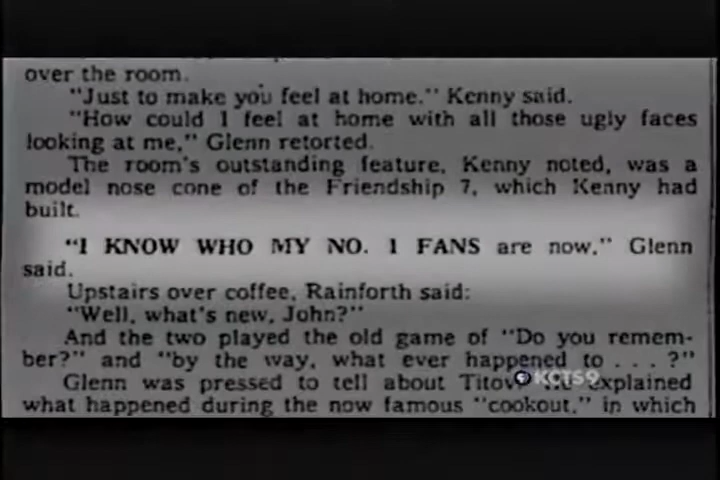 over the room.
"Just to make you feel at home." Kenny said.
"How could I feel at home with all those ugly faces
looking at me," Glenn retorted.
The room's outstanding feature, Kenny noted, was a
model nose cone of the Friendship 7, which Kenny had
built.
"I KNOW WHO MY NO. 1 FANS are now," Glenn
said.
Upstairs over coffee, Rainforth said:
"Well, what's new, John?"
And the two played the old game of "Do you remem-
ber?" and "by the way, what ever happened to . . . ?"
Glenn was pressed to tell about Titov. explained
what happened during the now famous "cookout," in which
KCTS9